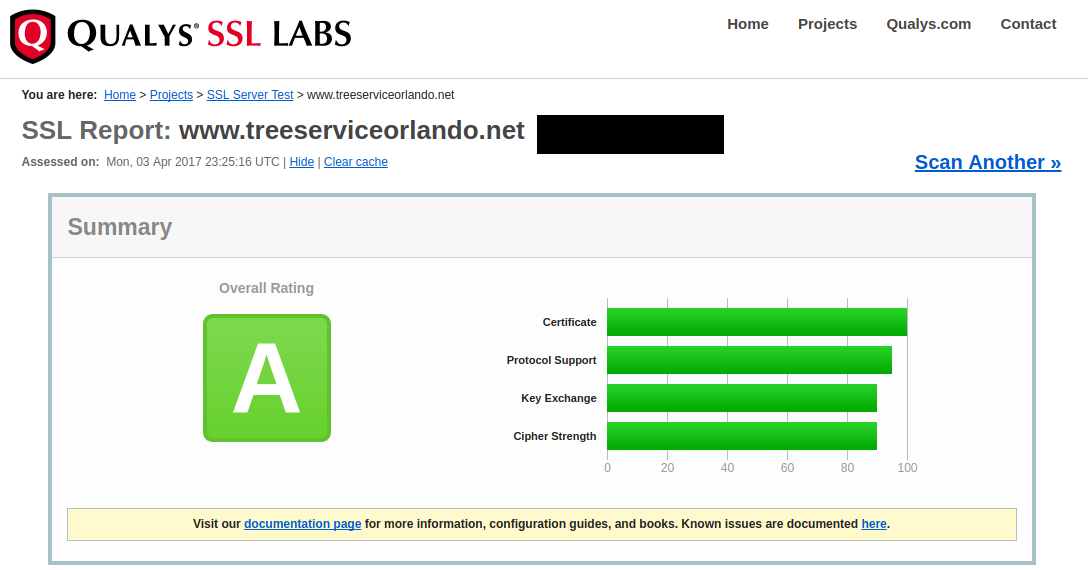 QUALYS® SSL LABS
Home Projects Qualys.com Contact
You are here: Home > Projects > SSL Server Test > www.treeserviceorlando.net
SSL Report: www.treeserviceorlando.net
Assessed on: Mon, 03 Apr 2017 23:25:16 UTC | Hide | Clear cache
Scan Another »
Summary
Overall Rating
A
Certificate
Protocol Support
Key Exchange
Cipher Strength
0 20 40 60 80 100
Visit our documentation page for more information, configuration guides, and books. Known issues are documented here.